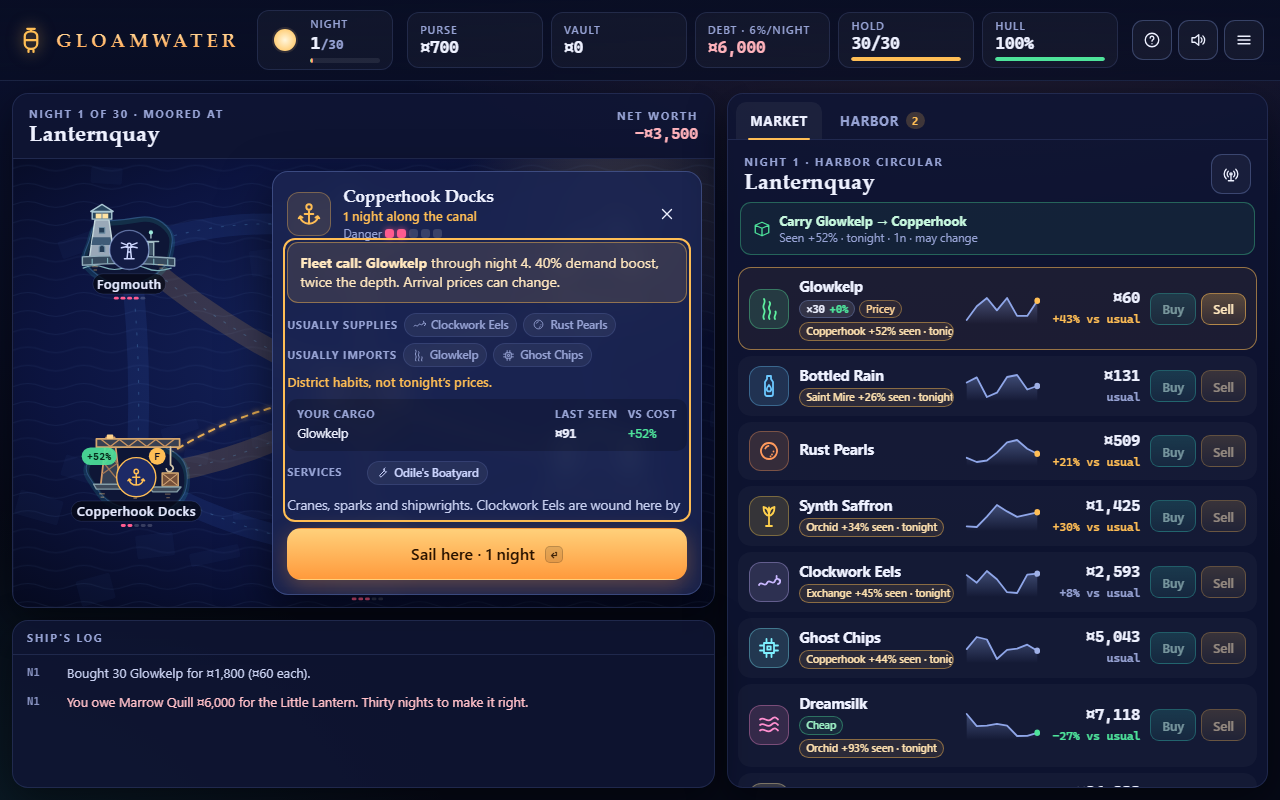 GLOAMWATER
NIGHT
1/30
PURSE
¤700
VAULT
¤0
DEBT · 6%/NIGHT
¤6,000
HOLD
30/30
HULL
100%
NIGHT 1 OF 30 · MOORED AT
Lanternquay
NET WORTH
−¤3,500
Fogmouth
+52%
F
Copperhook Docks
Copperhook Docks
1 night along the canal
Danger
Fleet call: Glowkelp through night 4. 40% demand boost,
twice the depth. Arrival prices can change.
USUALLY SUPPLIES Clockwork Eels Rust Pearls
USUALLY IMPORTS Glowkelp Ghost Chips
District habits, not tonight's prices.
YOUR CARGO LAST SEEN VS COST
Glowkelp ¤91 +52%
SERVICES Odile's Boatyard
Cranes, sparks and shipwrights. Clockwork Eels are wound here by
Sail here · 1 night ↵
SHIP'S LOG
N1 Bought 30 Glowkelp for ¤1,800 (¤60 each).
N1 You owe Marrow Quill ¤6,000 for the Little Lantern. Thirty nights to make it right.
MARKET
HARBOR 2
NIGHT 1 · HARBOR CIRCULAR
Lanternquay
Carry Glowkelp → Copperhook
Seen +52% · tonight · 1n · may change
Glowkelp
×30 +0% Pricey
Copperhook +52% seen · tonig
¤60
+43% vs usual
Buy Sell
Bottled Rain
Saint Mire +26% seen · tonight
¤131
usual
Buy Sell
Rust Pearls
¤509
+21% vs usual
Buy Sell
Synth Saffron
Orchid +34% seen · tonight
¤1,425
+30% vs usual
Buy Sell
Clockwork Eels
Exchange +45% seen · tonight
¤2,593
+8% vs usual
Buy Sell
Ghost Chips
Copperhook +44% seen · tonig
¤5,043
usual
Buy Sell
Dreamsilk
Cheap
Orchid +93% seen · tonight
¤7,118
−27% vs usual
Buy Sell